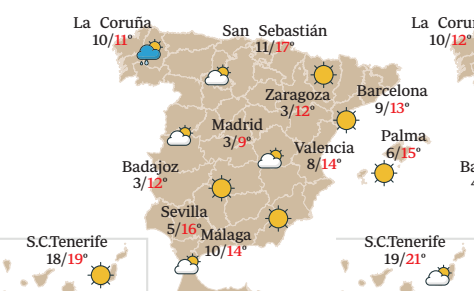 La Coruña
10/11°
San Sebastián
11/17°
La Coru
10/12°
Zaragoza
3/12°
Barcelona
9/13°
Madrid
3/9°
Palma
6/15°
Valencia
8/14°
Badajoz
3/12°
Ba
Sevilla
5/16°
Málaga
10/14°
S.C.Tenerife
18/19°
S.C.Tenerife
19/21°